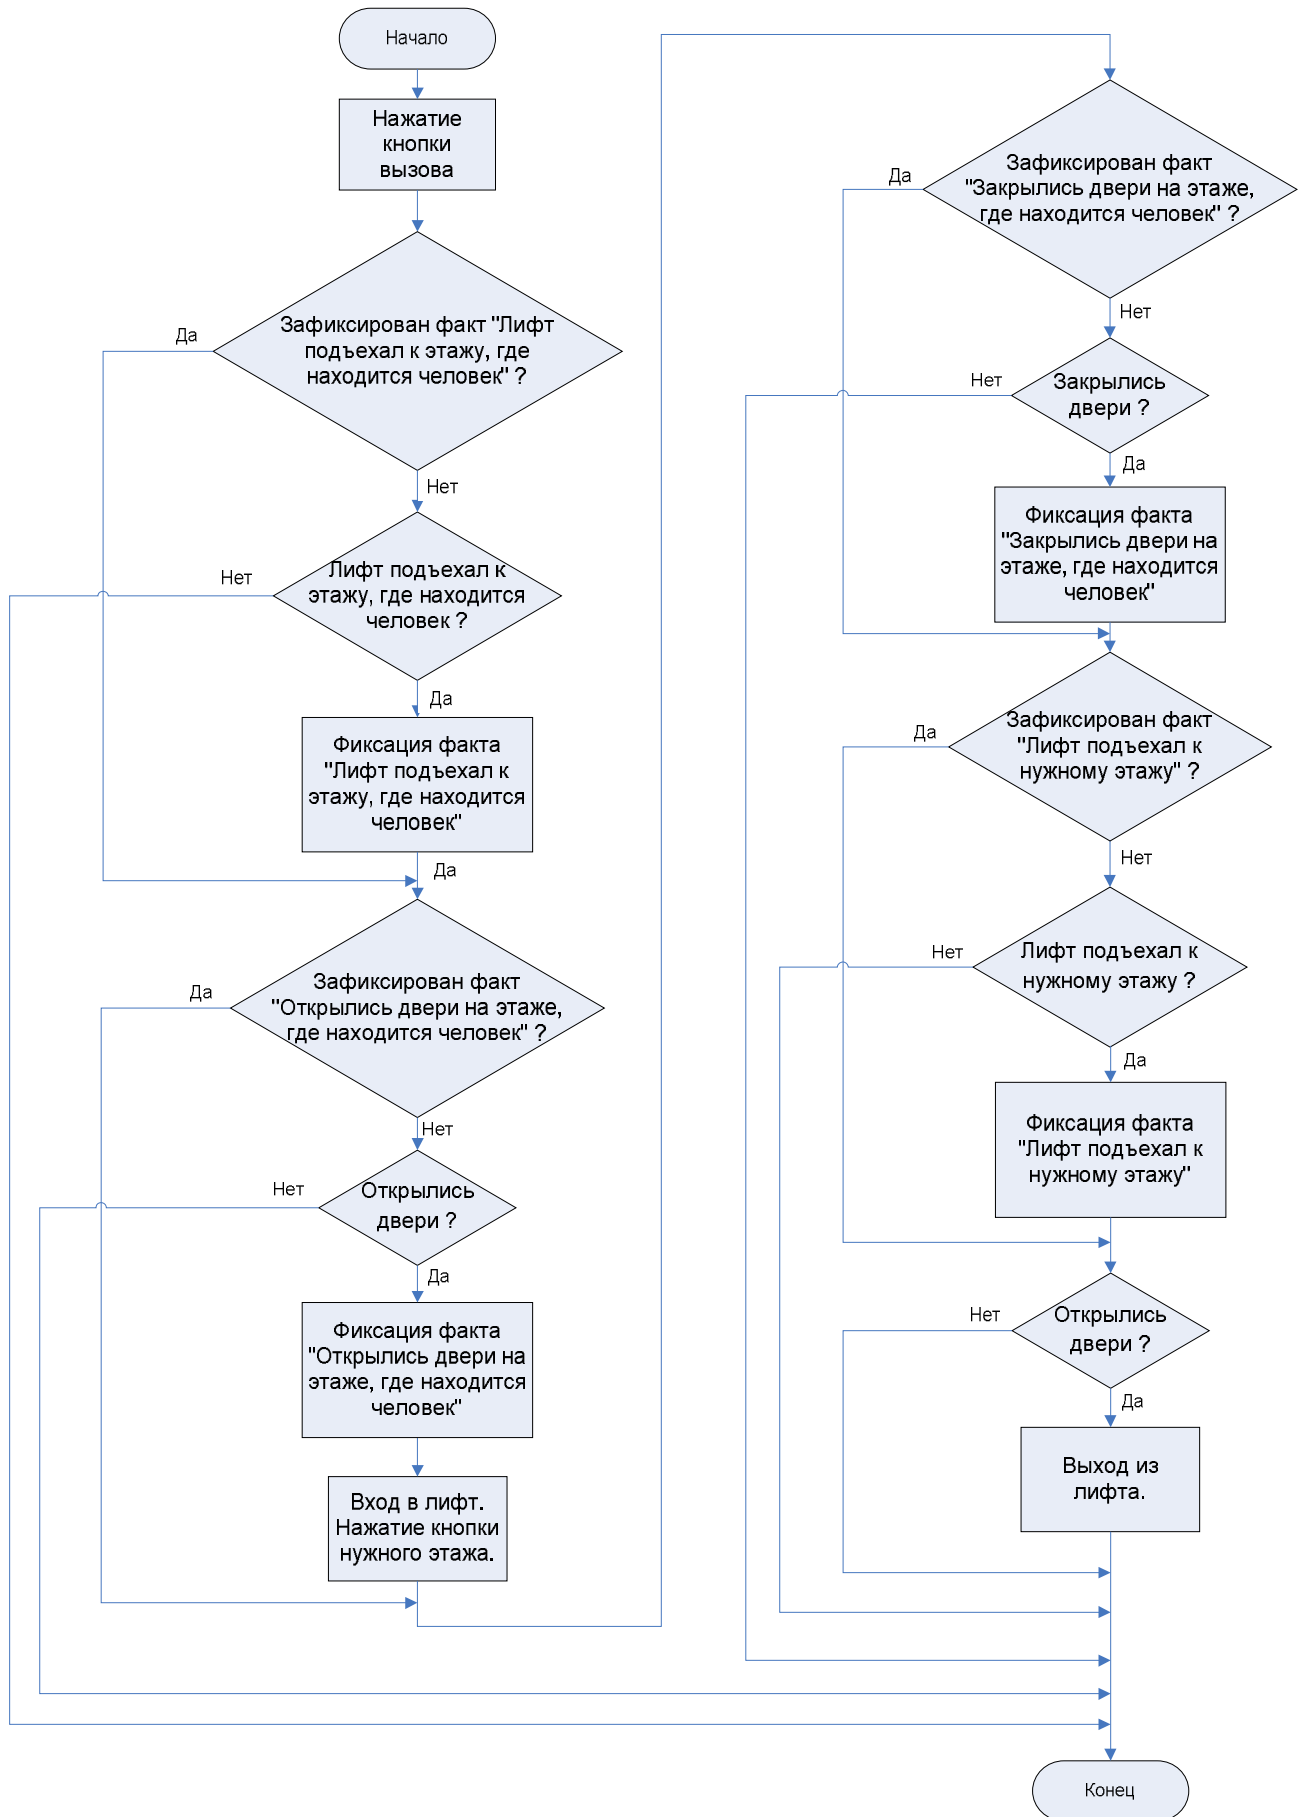 Начало
Нажатие
кнопки
вызова
Зафиксирован факт "Лифт
подъехал к этажу, где
находится человек" ?
Да
Нет
Лифт подъехал к
этажу, где находится
человек ?
Нет
Да
Фиксация факта
"Лифт подъехал к
этажу, где находится
человек"
Да
Зафиксирован факт
"Открылись двери на этаже,
где находится человек" ?
Да
Нет
Открылись
двери ?
Нет
Да
Фиксация факта
"Открылись двери на
этаже, где находится
человек"
Вход в лифт.
Нажатие кнопки
нужного этажа.
Зафиксирован факт
"Закрылись двери на этаже,
где находится человек" ?
Да
Нет
Закрылись
двери ?
Нет
Да
Фиксация факта
"Закрылись двери на
этаже, где находится
человек"
Зафиксирован факт
"Лифт подъехал к
нужному этажу" ?
Да
Нет
Лифт подъехал к
нужному этажу ?
Нет
Да
Фиксация факта
"Лифт подъехал к
нужному этажу"
Открылись
двери ?
Нет
Да
Выход из
лифта.
Конец